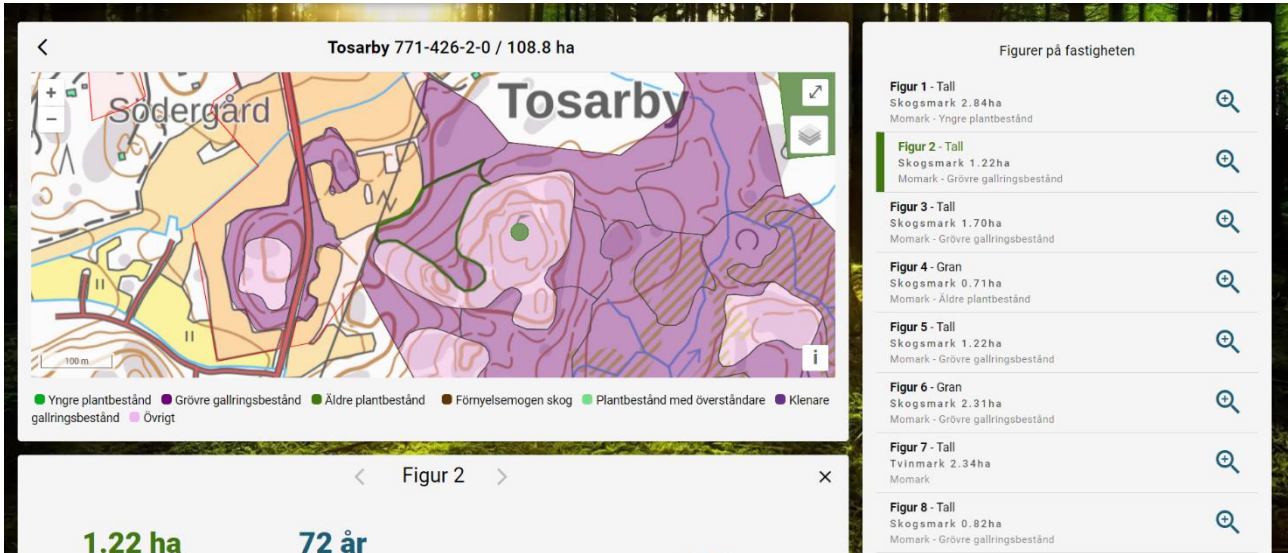 Tosarby 771-426-2-0 / 108.8 ha
+
−
Södergård
Tosarby
II
II
100 m
i
Yngre plantbestånd Grövre gallringsbestånd Äldre plantbestånd Förnyelsemogen skog Plantbestånd med överståndare Klenare
gallringsbestånd Övrigt
Figur 2
1.22 ha
72 år
Figurer på fastigheten
Figur 1 - Tall
Skogsmark 2.84ha
Momark - Yngre plantbestånd
Figur 2 - Tall
Skogsmark 1.22ha
Momark - Grövre gallringsbestånd
Figur 3 - Tall
Skogsmark 1.70ha
Momark - Grövre gallringsbestånd
Figur 4 - Gran
Skogsmark 0.71ha
Momark - Äldre plantbestånd
Figur 5 - Tall
Skogsmark 1.22ha
Momark - Grövre gallringsbestånd
Figur 6 - Gran
Skogsmark 2.31ha
Momark - Grövre gallringsbestånd
Figur 7 - Tall
Tvinmark 2.34ha
Momark
Figur 8 - Tall
Skogsmark 0.82ha
Momark - Grövre gallringsbestånd